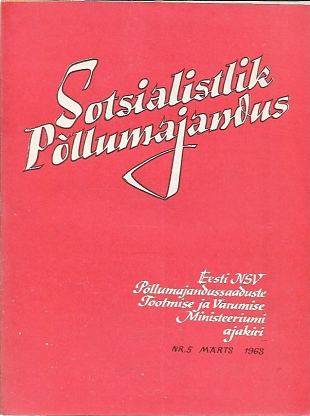 Sotsialistlik
Põllumajandus
Eesti NSV
Põllumajandussaaduste
Tootmise ja Varumise
Ministeeriumi
ajakiri
NR.5 MÄRTS 1963